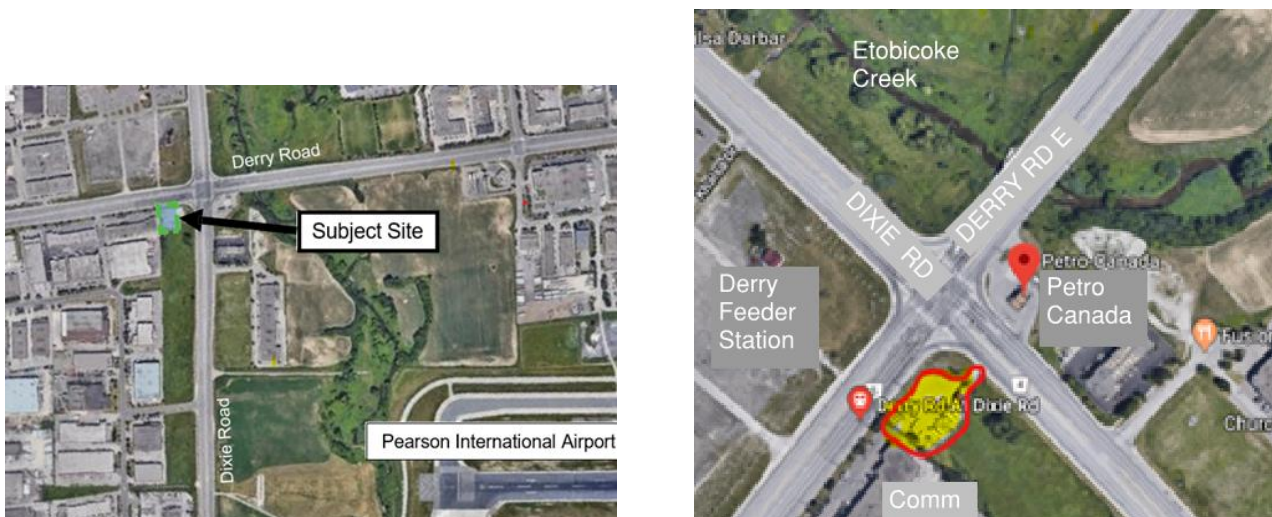 Derry Road
Subject Site
Pearson International Airport
Dixie Road
Etobicoke
Creek
DIXIE RD
DERRY RD E
Petro Canada
Petro
Canada
Derry
Feeder
Station
Dixie Rd
Comm